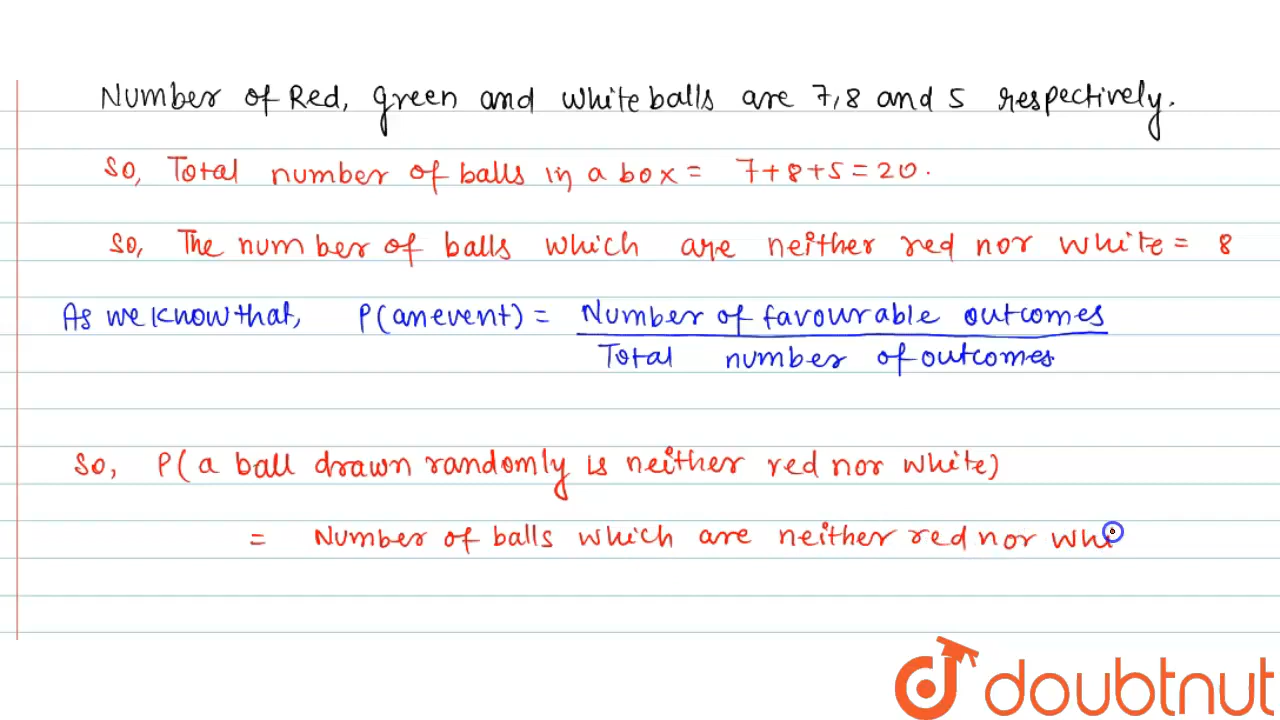 Number of Red, green and white balls are 7, 8 and 5 respectively.
So, Total number of balls in a box = 7+8+5=20.
So, The number of balls which are neither red nor white = 8
As we know that, P(an event) = Number of favourable outcomes
Total number of outcomes
So, P(a ball drawn randomly is neither red nor white)
= Number of balls which are neither red nor whi
doubtnut